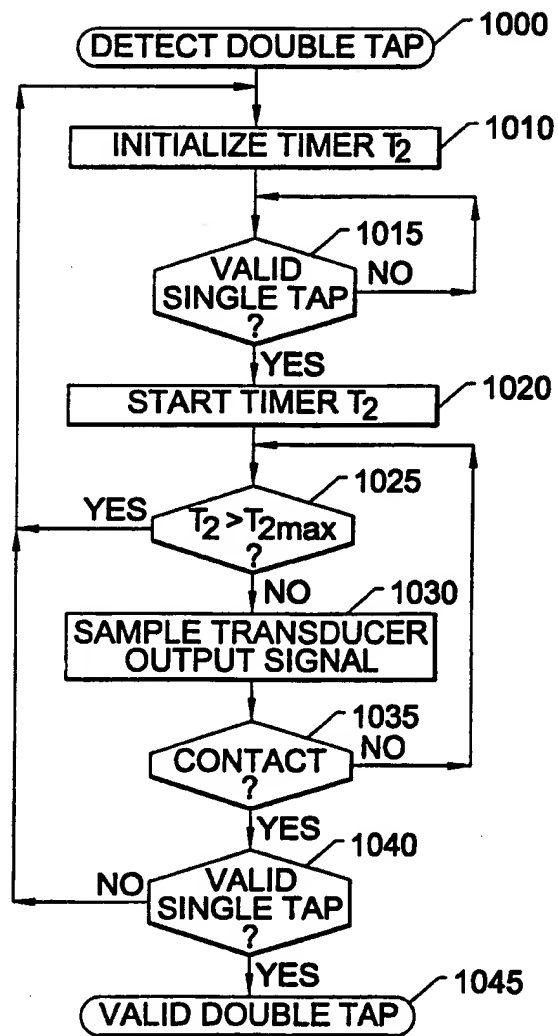 DETECT DOUBLE TAP
1000
INITIALIZE TIMER T2
1010
1015
VALID
SINGLE TAP
?
NO
YES
START TIMER T2
1020
1025
YES
T2 > T2max
?
NO
1030
SAMPLE TRANSDUCER
OUTPUT SIGNAL
1035
CONTACT
?
NO
YES
1040
NO
VALID
SINGLE TAP
?
YES
VALID DOUBLE TAP
1045